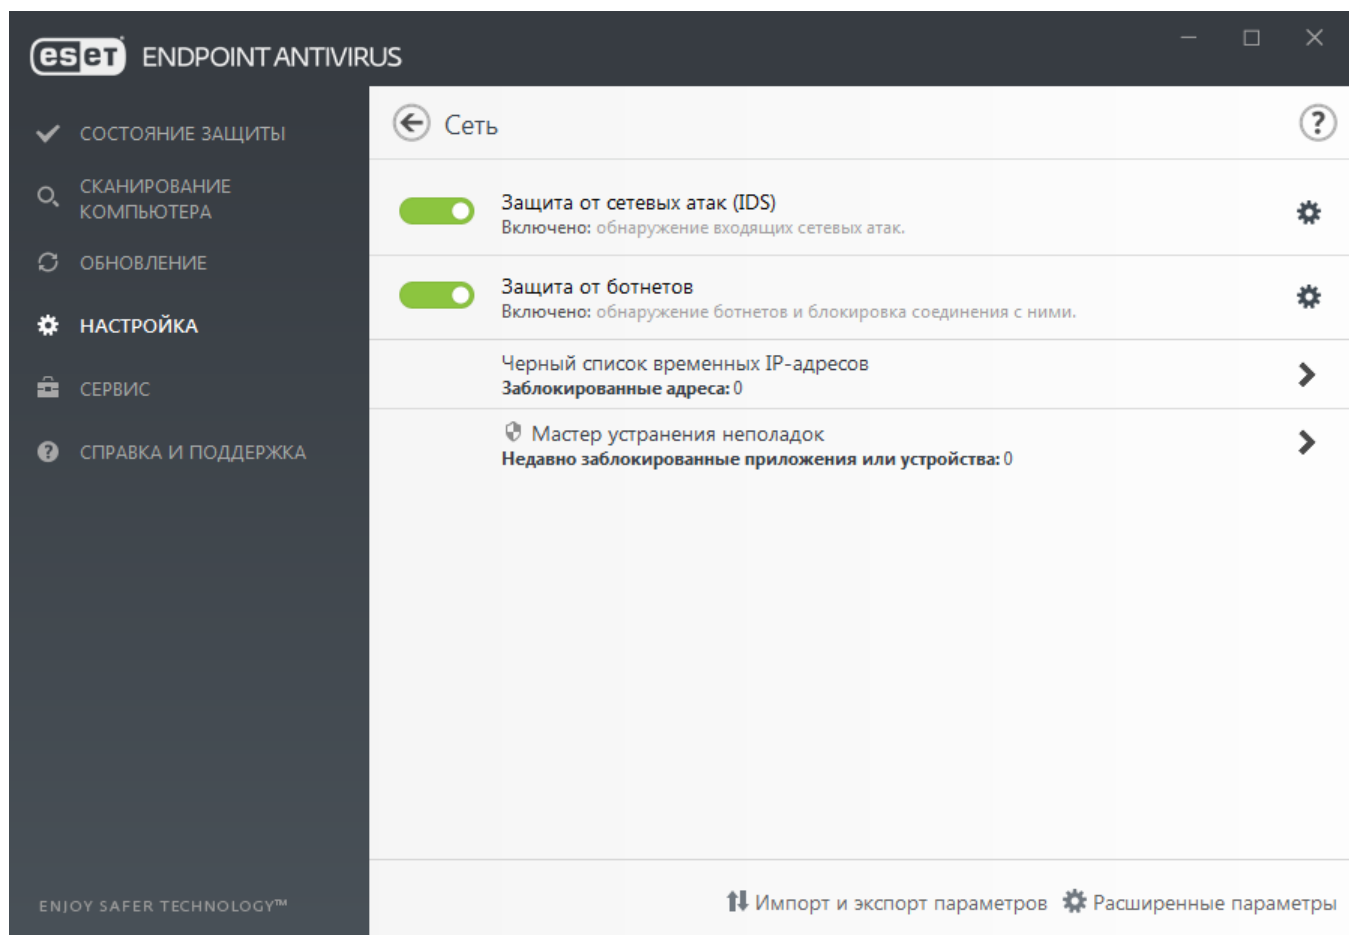 eset ENDPOINT ANTIVIRUS
СОСТОЯНИЕ ЗАЩИТЫ
СКАНИРОВАНИЕ
КОМПЬЮТЕРА
ОБНОВЛЕНИЕ
НАСТРОЙКА
СЕРВИС
СПРАВКА И ПОДДЕРЖКА
ENJOY SAFER TECHNOLOGY™
Сеть
?
Защита от сетевых атак (IDS)
Включено: обнаружение входящих сетевых атак.
Защита от ботнетов
Включено: обнаружение ботнетов и блокировка соединения с ними.
Черный список временных IP-адресов
Заблокированные адреса: 0
Мастер устранения неполадок
Недавно заблокированные приложения или устройства: 0
Импорт и экспорт параметров Расширенные параметры